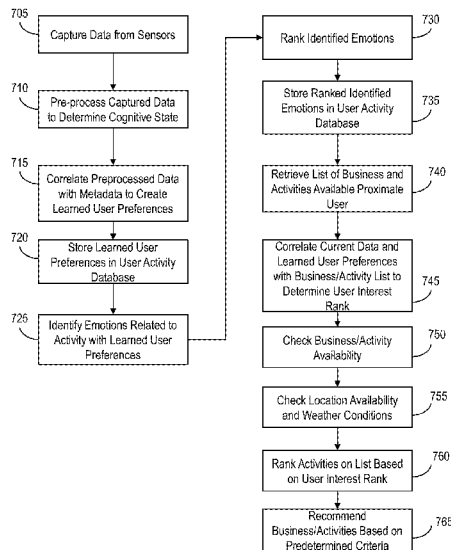 705
Capture Data from Sensors
710
Pre-process Captured Data
to Determine Cognitive State
715
Correlate Preprocessed Data
with Metadata to Create
Learned User Preferences
720
Store Learned User
Preferences in User Activity
Database
725
Identify Emotions Related to
Activity with Learned User
Preferences
730
Rank Identified Emotions
Store Ranked Identified
Emotions in User Activity
Database
735
Retrieve List of Business and
Activities Available Proximate
User
740
Correlate Current Data and
Learned User Preferences
with Business/Activity List to
Determine User Interest
Rank
745
Check Business/Activity
Availability
750
Check Location Availability
and Weather Conditions
755
Rank Activities on List Based
on User Interest Rank
760
Recommend
Business/Activities Based on
Predetermined Criteria
765